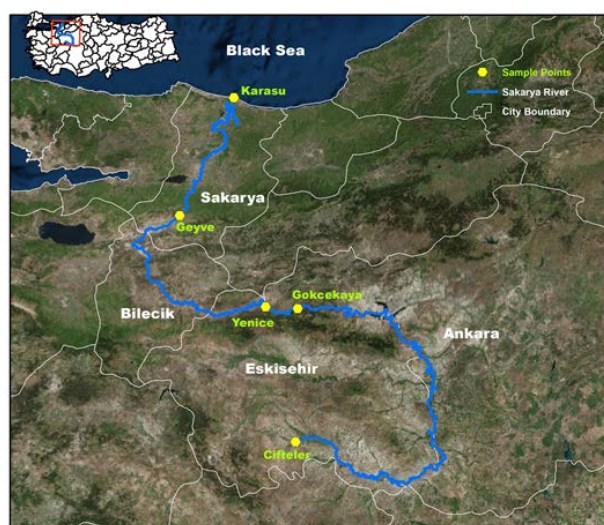 Black Sea
Sample Points
Sakarya River
City Boundary
Karasu
Sakarya
Geyve
Bilecik
Yenice
Gokcekaya
Ankara
Eskisehir
Cifteler